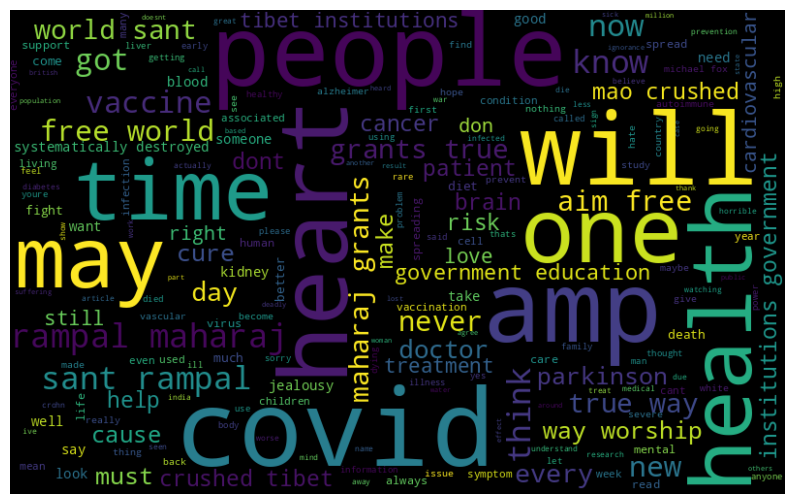 doesnt
great
tibet institutions
good
now
million
prevention
many
world sant
people
sick
ignorance
support
liver
early
find
come
getting
call
need
spread
british
got
know
michael fox
believe
everyone
blood
see
war
die
state
population
healthy
alzheimer
heard
hope
condition
less
autoimmune
high
vaccine
mao crushed
associated
first
nothing
sign
cardiovascular
free world
someone
using
called
hate
country
going
cancer
don
infected
systematically destroyed
based
another
result
rare
will
study
actually
dont
grants true
thank
living
feel
youre
diabetes
time
heart
patient
diet
prevent
horrible
infection
brain
aim free
fight
want
please
problem
spreading
risk
one
year
show
work
right
human
make
said
cell
thats
love
maybe
may
cure
kidney
better
government education
watching
part
suffering
day
take
give
power
article
died
deadly
vascular
become
lost
vaccination
death
still
virus
never
amp
health
rampal maharaj
maharaj grants
agree
family
even
used
ill
sorry
woman
doctor
man
thought
made
much
yes
care
sant rampal
treatment
parkinson
cant
white
due
jealousy
illness
treat
medical
help
life
india
children
water
think
true way
severe
crohn
use
around
well
really
body
covid
cause
ive
worse
effect
way worship
others
say
thing
seen
mind
name
understand
research
anyone
look
back
information
issue
symptom
let
mental
mean
must
crushed tibet
always
away
every
week
new
read
institutions government